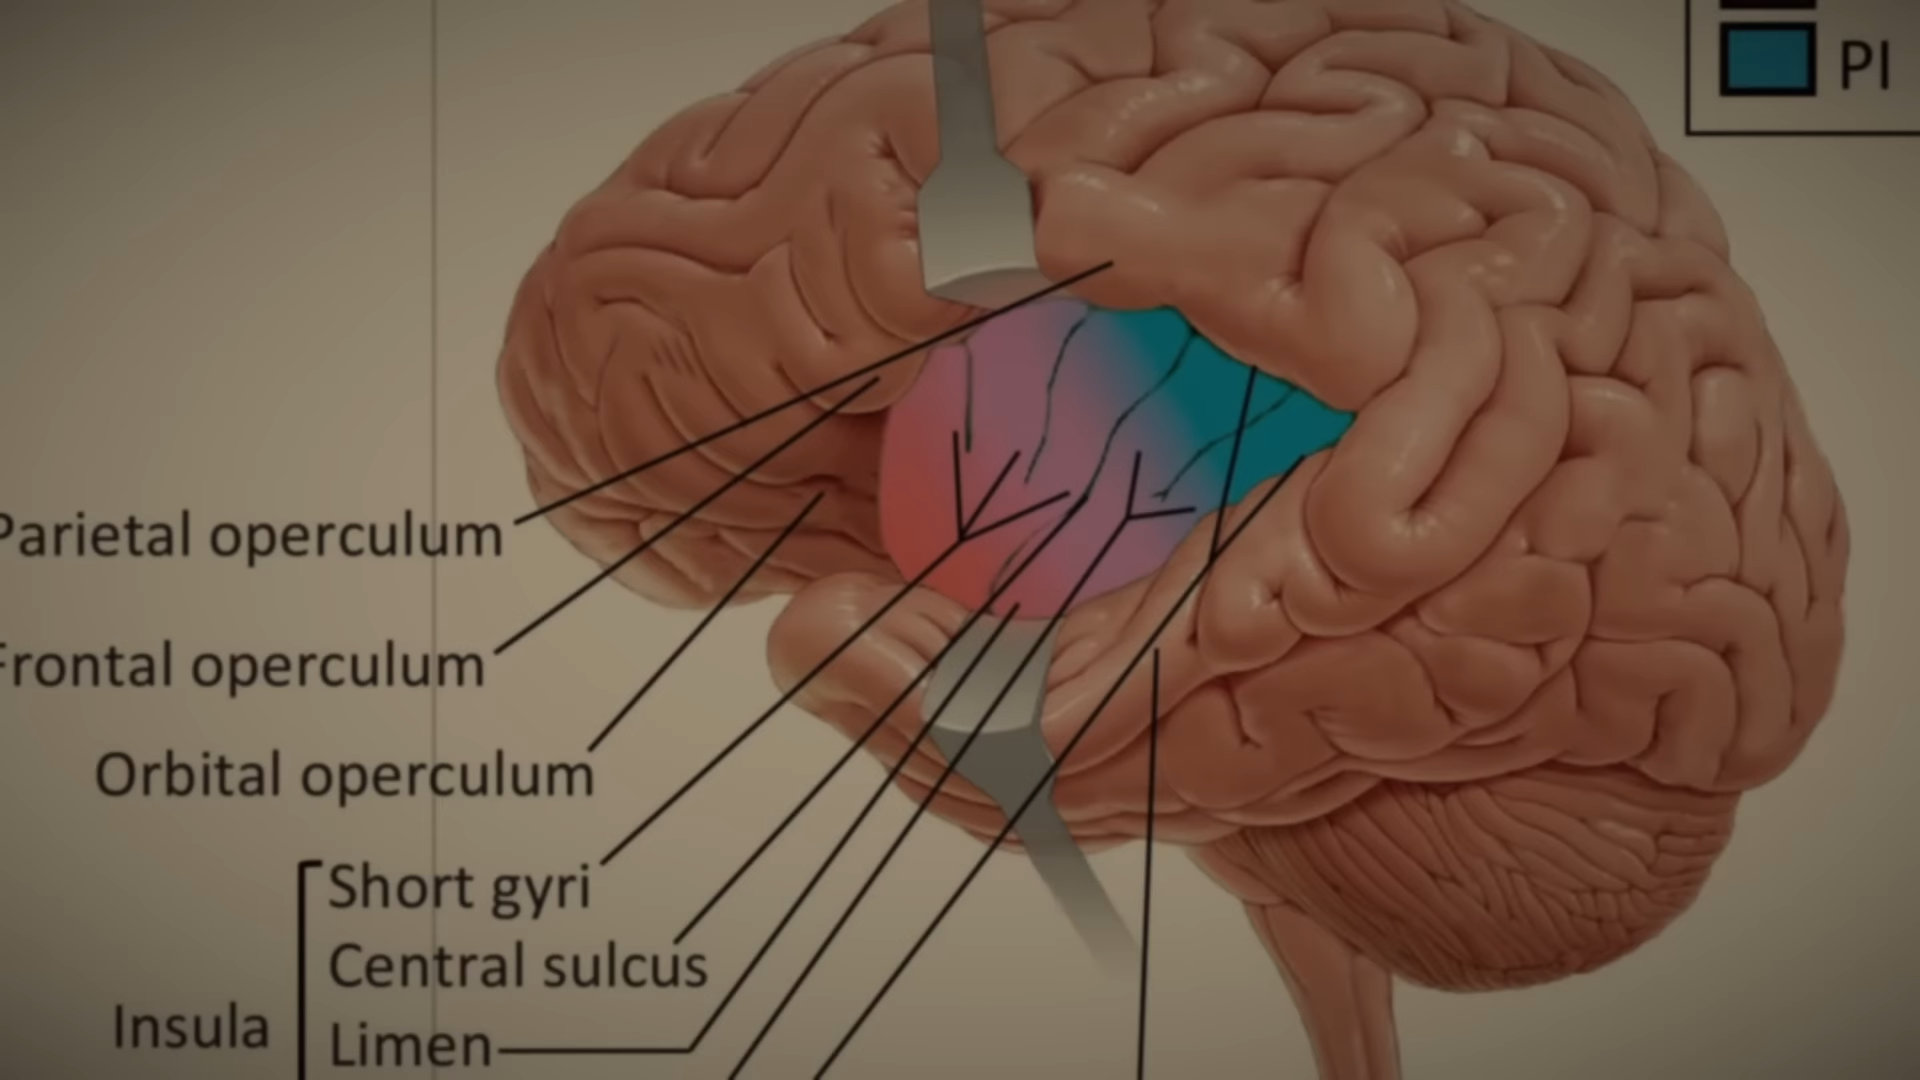 PI
Parietal operculum
Frontal operculum
Orbital operculum
Short gyri
Central sulcus
Insula
Limen